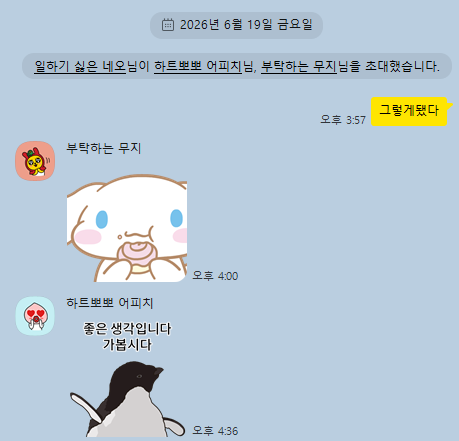 2026년 6월 19일 금요일
일하기 싫은 네오님이 하트뽀뽀 어피치님, 부탁하는 무지님을 초대했습니다.
그렇게됐다
오후 3:57
부탁하는 무지
오후 4:00
하트뽀뽀 어피치
좋은 생각입니다
가봅시다
오후 4:36